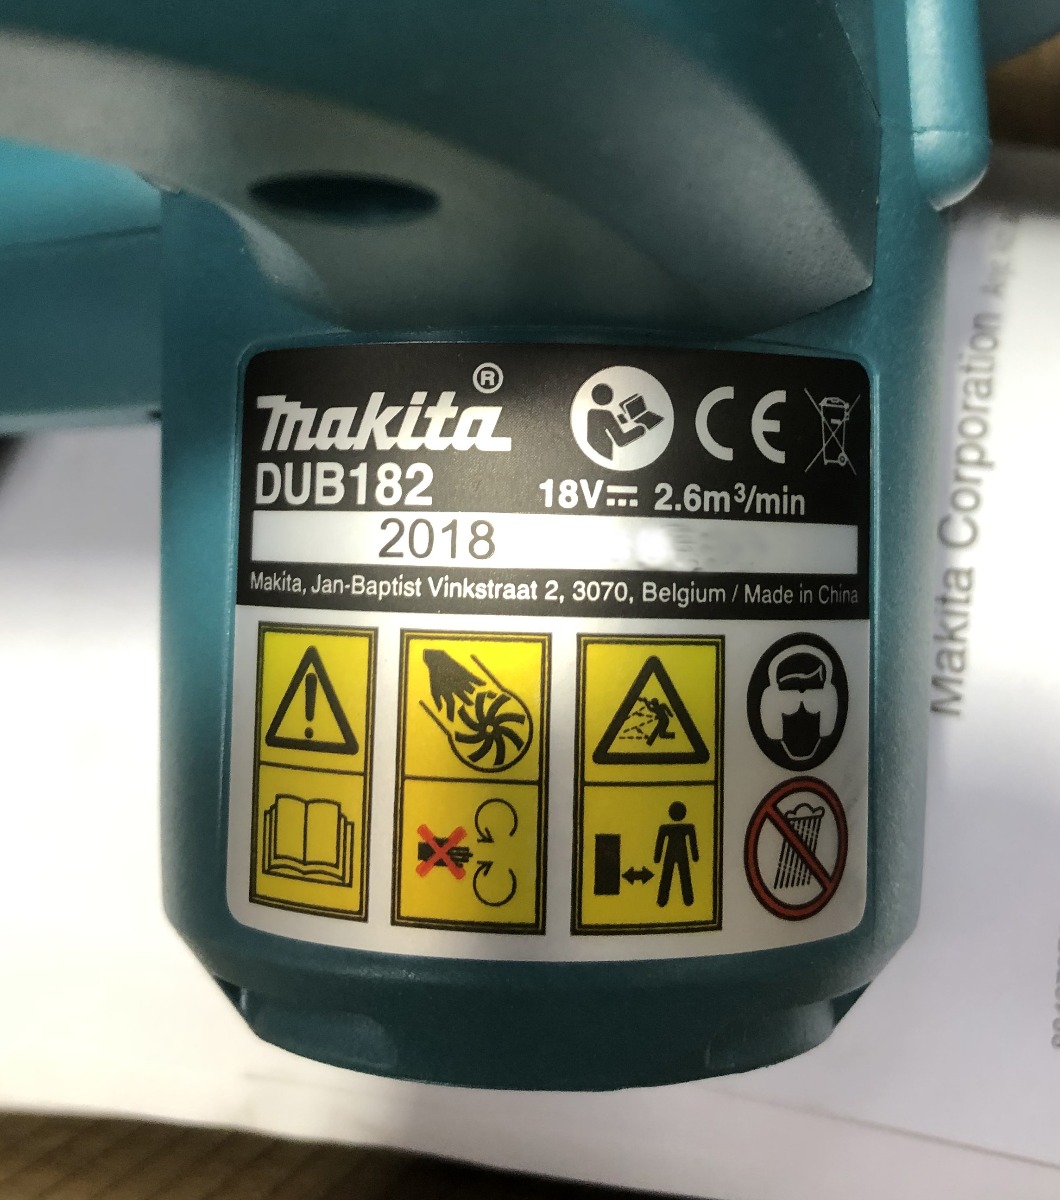 Makita®
CE
DUB182
18V⎓ 2.6m³/min
2018
Makita, Jan-Baptist Vinkstraat 2, 3070, Belgium / Made in China
Makita Corporation